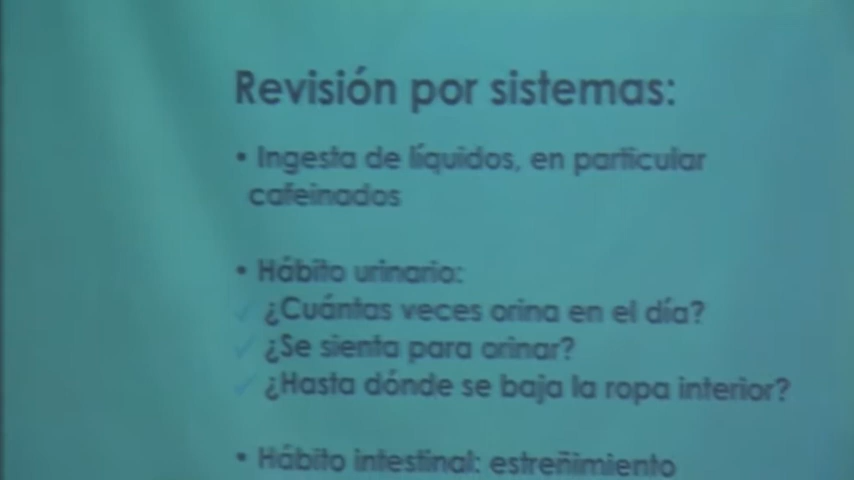 Revisión por sistemas:
• Ingesta de líquidos, en particular
cafeinados
• Hábito urinario:
✓ ¿Cuántas veces orina en el día?
✓ ¿Se sienta para orinar?
✓ ¿Hasta dónde se baja la ropa interior?
• Hábito intestinal: estreñimiento